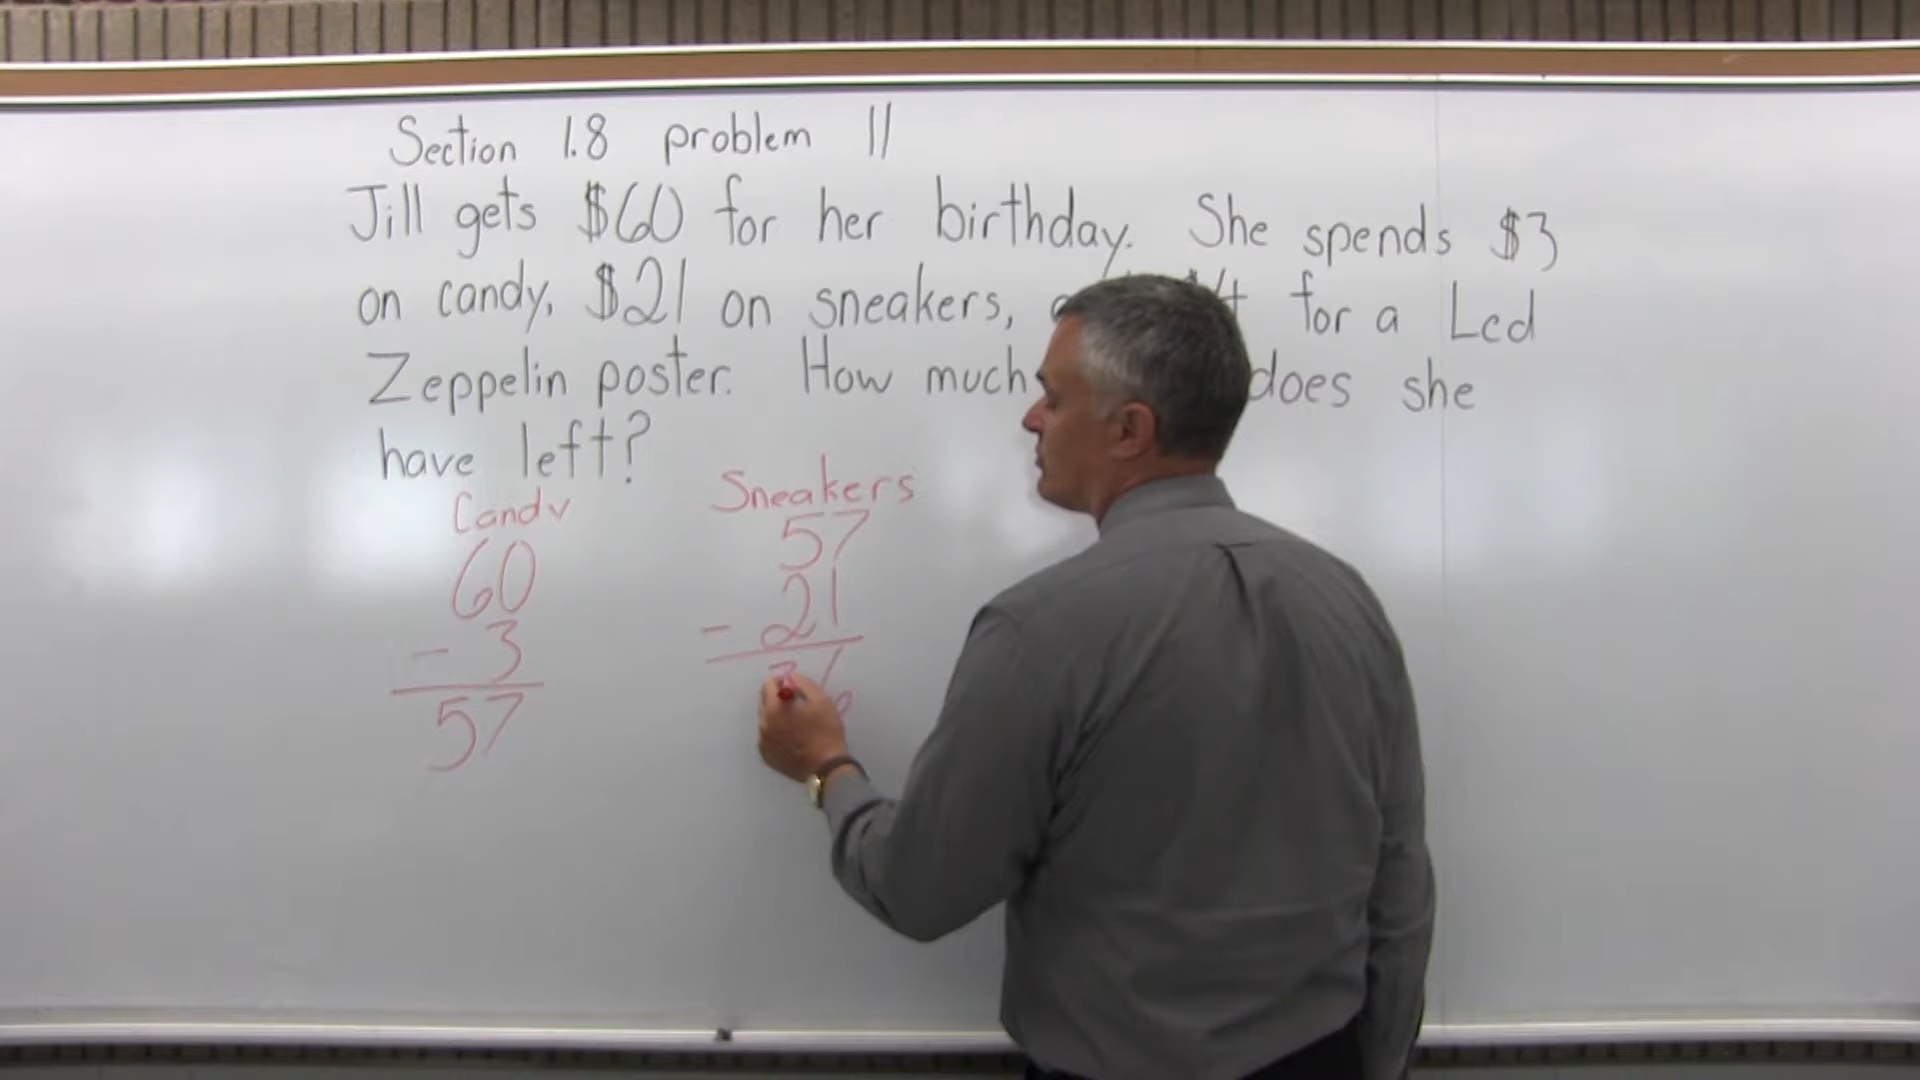 Section 1.8 problem 11
Jill gets $60 for her birthday. She spends $3
on candy, $21 on sneakers, for a Led
Zeppelin poster. How much does she
have left?
Candy
60
- 3
57
Sneakers
57
- 21
36